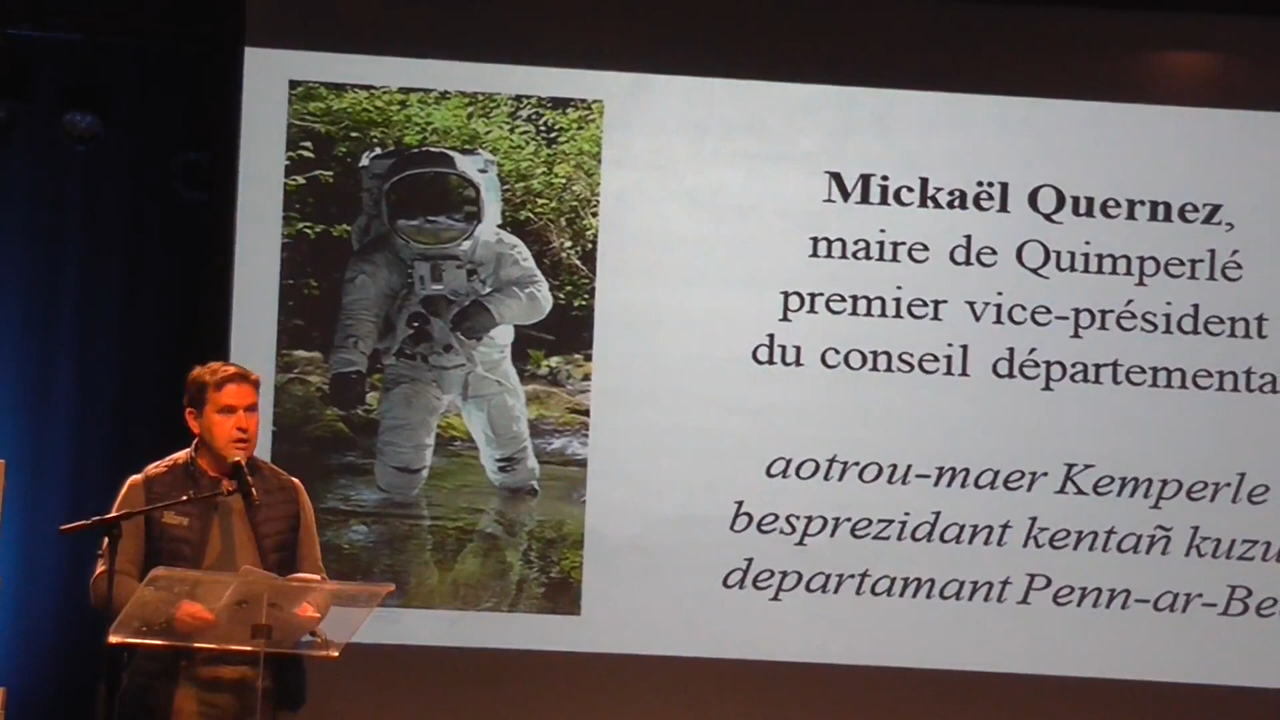 Mickaël Quernez,
maire de Quimperlé
premier vice-président
du conseil départementa
aotrou-maer Kemperle
besprezidant kentañ kuzu
departamant Penn-ar-Be